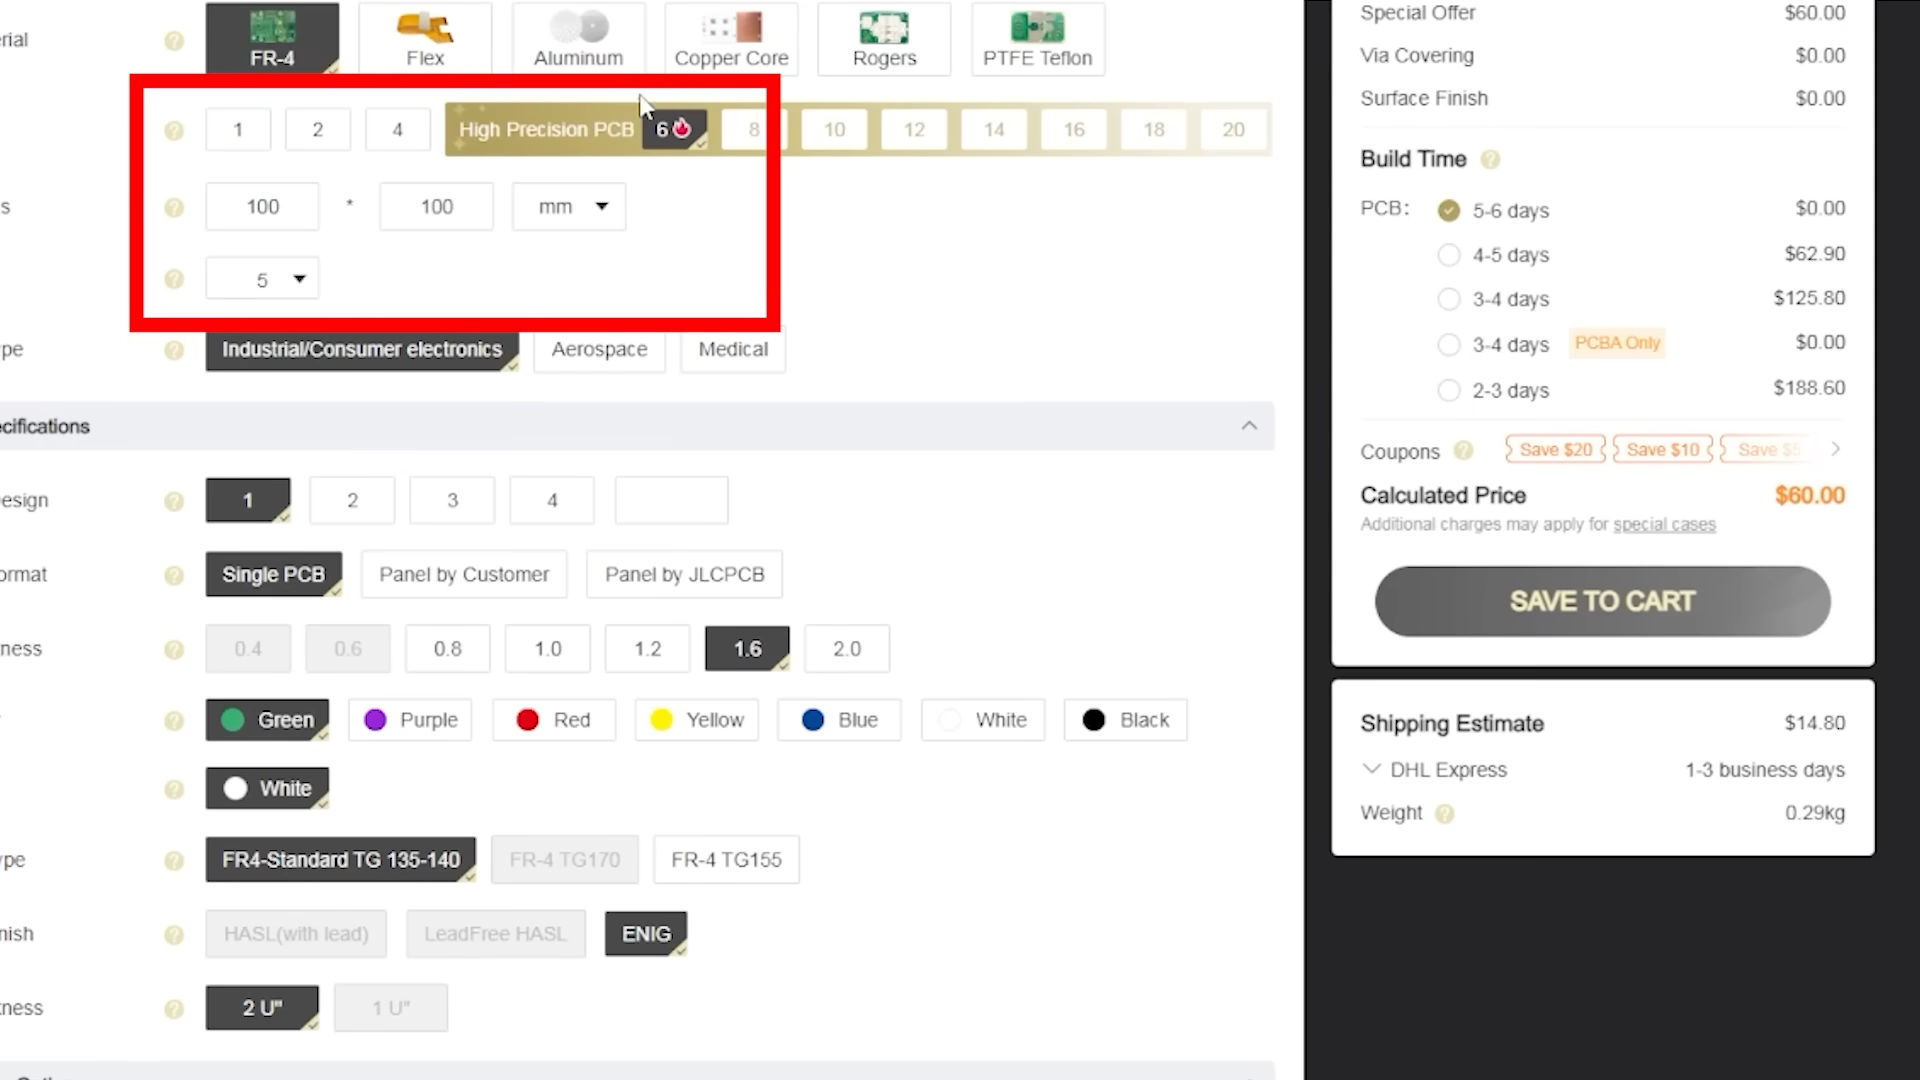 rial
FR-4
Flex
Aluminum
Copper Core
Rogers
PTFE Teflon
1
2
4
High Precision PCB
6
8
10
12
14
16
18
20
s
100 * 100 mm
5
pe
Industrial/Consumer electronics
Aerospace
Medical
ecifications
esign
1
2
3
4
ormat
Single PCB
Panel by Customer
Panel by JLCPCB
ness
0.4
0.6
0.8
1.0
1.2
1.6
2.0
Green
Purple
Red
Yellow
Blue
White
Black
White
ype
FR4-Standard TG 135-140
FR-4 TG170
FR-4 TG155
nish
HASL(with lead)
LeadFree HASL
ENIG
kness
2 U"
1 U"
Special Offer $60.00
Via Covering $0.00
Surface Finish $0.00
Build Time ?
PCB: 5-6 days $0.00
4-5 days $62.90
3-4 days $125.80
3-4 days PCBA Only $0.00
2-3 days $188.60
Coupons ? Save $20 Save $10 Save $5
Calculated Price $60.00
Additional charges may apply for special cases
SAVE TO CART
Shipping Estimate $14.80
DHL Express 1-3 business days
Weight ? 0.29kg